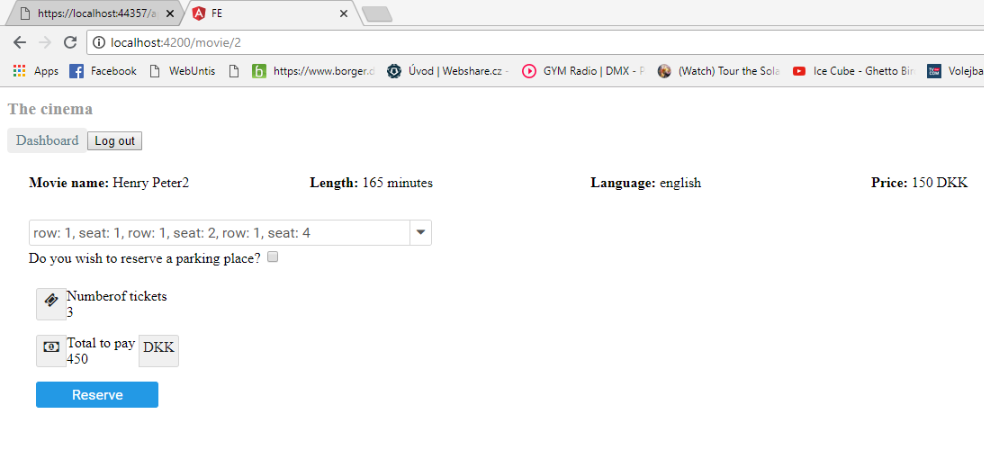 https://localhost:44357/a
FE
localhost:4200/movie/2
Apps Facebook WebUntis https://www.borger.d Úvod | Webshare.cz - GYM Radio | DMX - P (Watch) Tour the Sola Ice Cube - Ghetto Bin Volejba
The cinema
Dashboard Log out
Movie name: Henry Peter2 Length: 165 minutes Language: english Price: 150 DKK
row: 1, seat: 1, row: 1, seat: 2, row: 1, seat: 4
Do you wish to reserve a parking place?
Numberof tickets
3
Total to pay DKK
450
Reserve